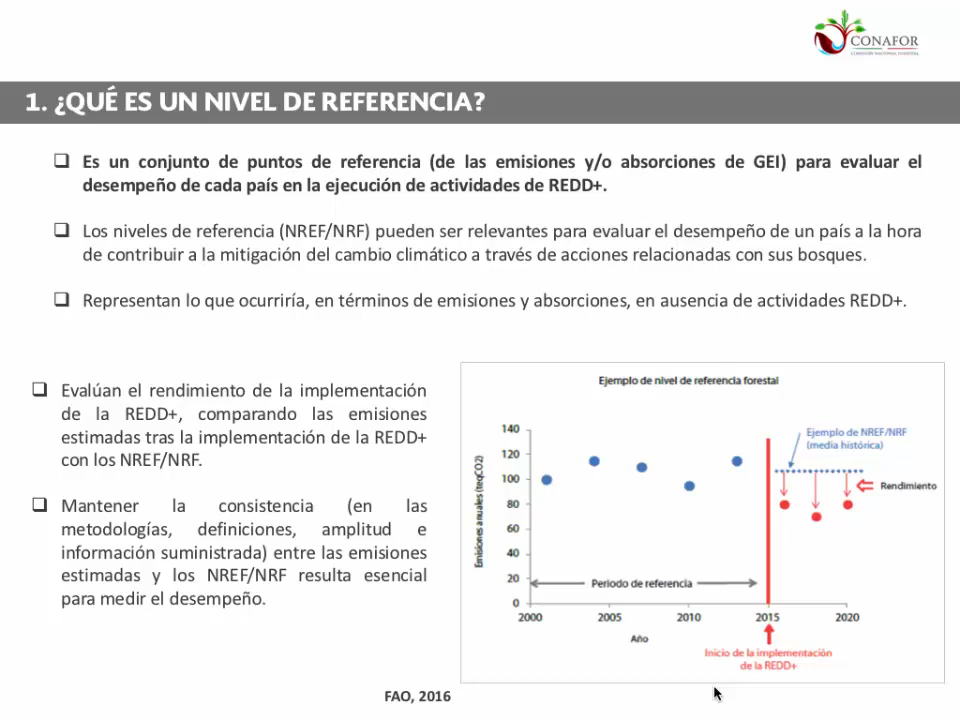 CONAFOR
COMISIÓN NACIONAL FORESTAL
1. ¿QUÉ ES UN NIVEL DE REFERENCIA?
❑ Es un conjunto de puntos de referencia (de las emisiones y/o absorciones de GEI) para evaluar el
desempeño de cada país en la ejecución de actividades de REDD+.
❑ Los niveles de referencia (NREF/NRF) pueden ser relevantes para evaluar el desempeño de un país a la hora
de contribuir a la mitigación del cambio climático a través de acciones relacionadas con sus bosques.
❑ Representan lo que ocurriría, en términos de emisiones y absorciones, en ausencia de actividades REDD+.
❑ Evalúan el rendimiento de la implementación
de la REDD+, comparando las emisiones
estimadas tras la implementación de la REDD+
con los NREF/NRF.
❑ Mantener la consistencia (en las
metodologías, definiciones, amplitud e
información suministrada) entre las emisiones
estimadas y los NREF/NRF resulta esencial
para medir el desempeño.
Ejemplo de nivel de referencia forestal
Emisiones anuales (teqCO2)
140
120
100
80
60
40
20
0
Ejemplo de NREF/NRF
(media histórica)
Rendimiento
Periodo de referencia
2000 2005 2010 2015 2020
Año
Inicio de la implementación
de la REDD+
FAO, 2016